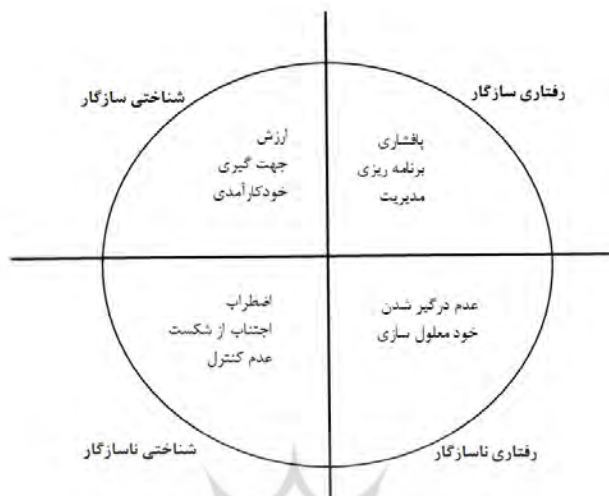 رفتاری سازگار
شناختی سازگار
پافشاری
برنامه ریزی
مدیریت
ارزش
جهت گیری
خودکارآمدی
عدم درگیر شدن
خود معلول سازی
اضطراب
اجتناب از شکست
عدم کنترل
رفتاری ناسازگار
شناختی ناسازگار